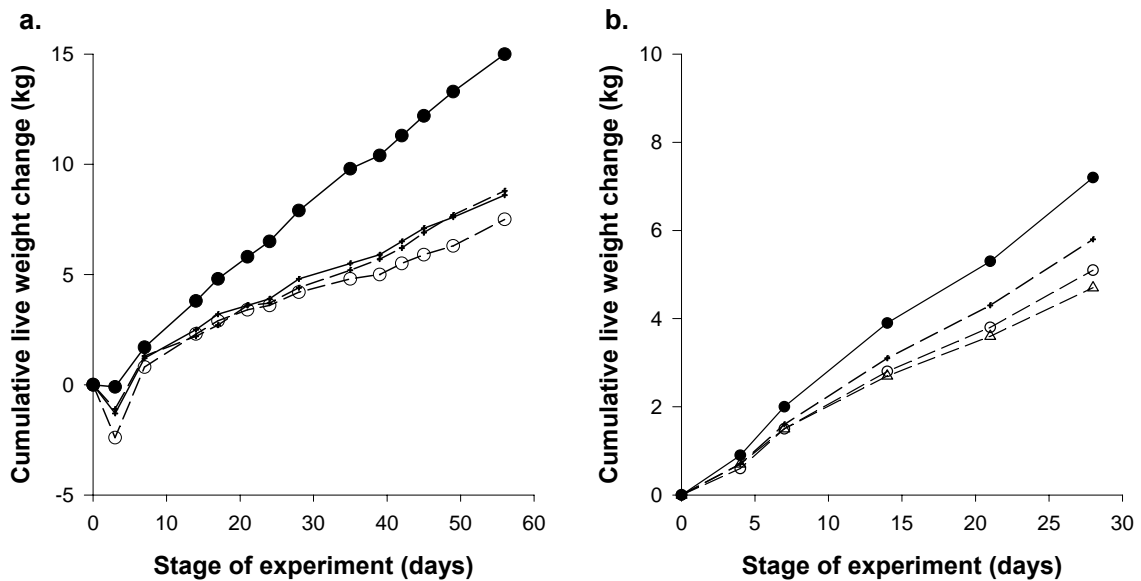 a.
Cumulative live weight change (kg)
15
10
5
0
-5
0 10 20 30 40 50 60
Stage of experiment (days)
b.
Cumulative live weight change (kg)
10
8
6
4
2
0
0 5 10 15 20 25 30
Stage of experiment (days)